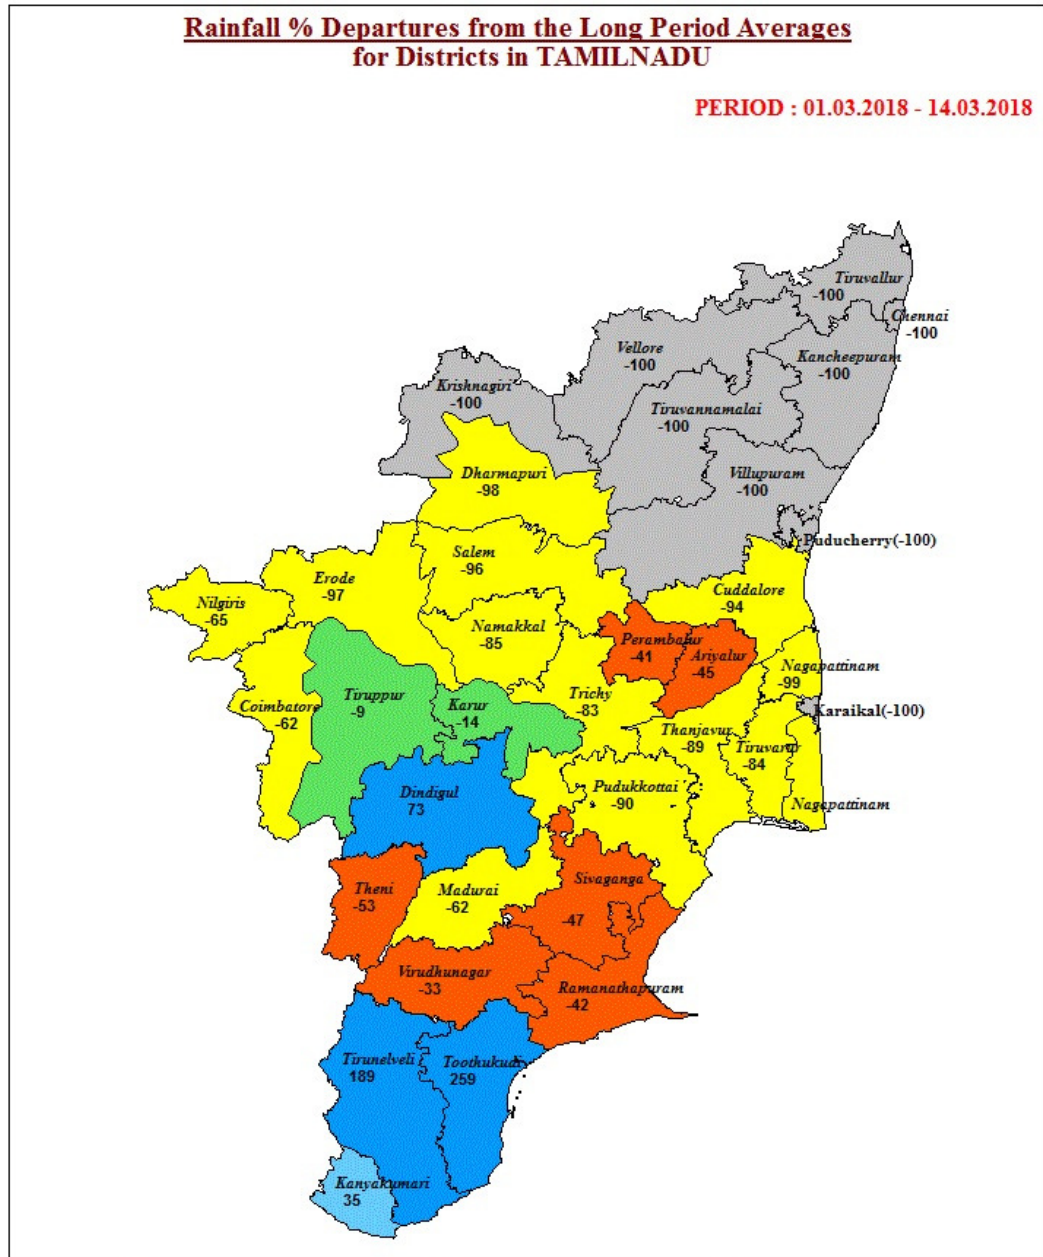 Rainfall % Departures from the Long Period Averages
for Districts in TAMILNADU
PERIOD : 01.03.2018 - 14.03.2018
Tiruvallur
-100
Chennai
-100
Vellore
-100
Kancheepuram
-100
Krishnagiri
-100
Tiruvannamalai
-100
Dharmapuri
-98
Villupuram
-100
Puducherry(-100)
Salem
-96
Erode
-97
Nilgiris
-65
Cuddalore
-94
Namakkal
-85
Perambalur
-41
Ariyalur
-45
Nagapattinam
-99
Tiruppur
-9
Karur
-14
Trichy
-83
Coimbatore
-62
Karaikal(-100)
Thanjavur
-89
Tiruvarur
-84
Dindigul
73
Pudukkottai
-90
Nagapattinam
Theni
-53
Madurai
-62
Sivaganga
-47
Virudhunagar
-33
Ramanathapuram
-42
Tirunelveli
189
Toothukudi
259
Kanyakumari
35